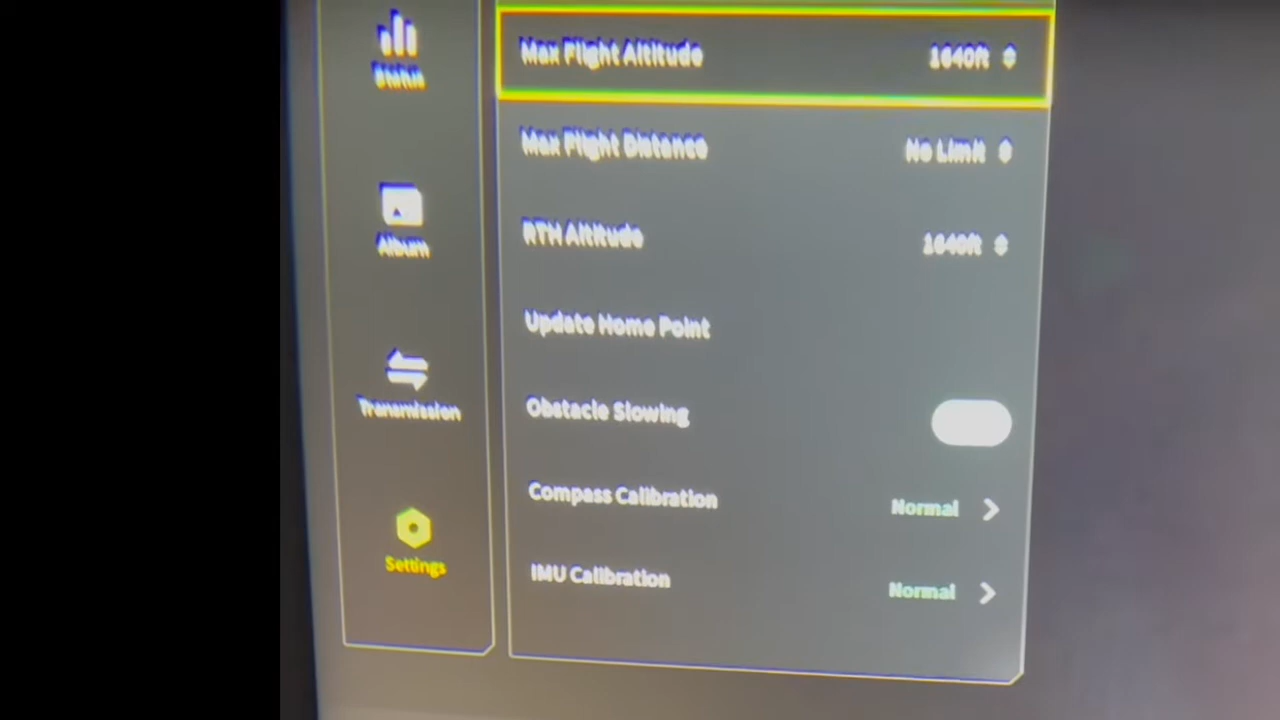 Status
Album
Transmission
Settings
Max Flight Altitude 1640ft
Max Flight Distance No Limit
RTH Altitude 1640ft
Update Home Point
Obstacle Slowing
Compass Calibration Normal
IMU Calibration Normal